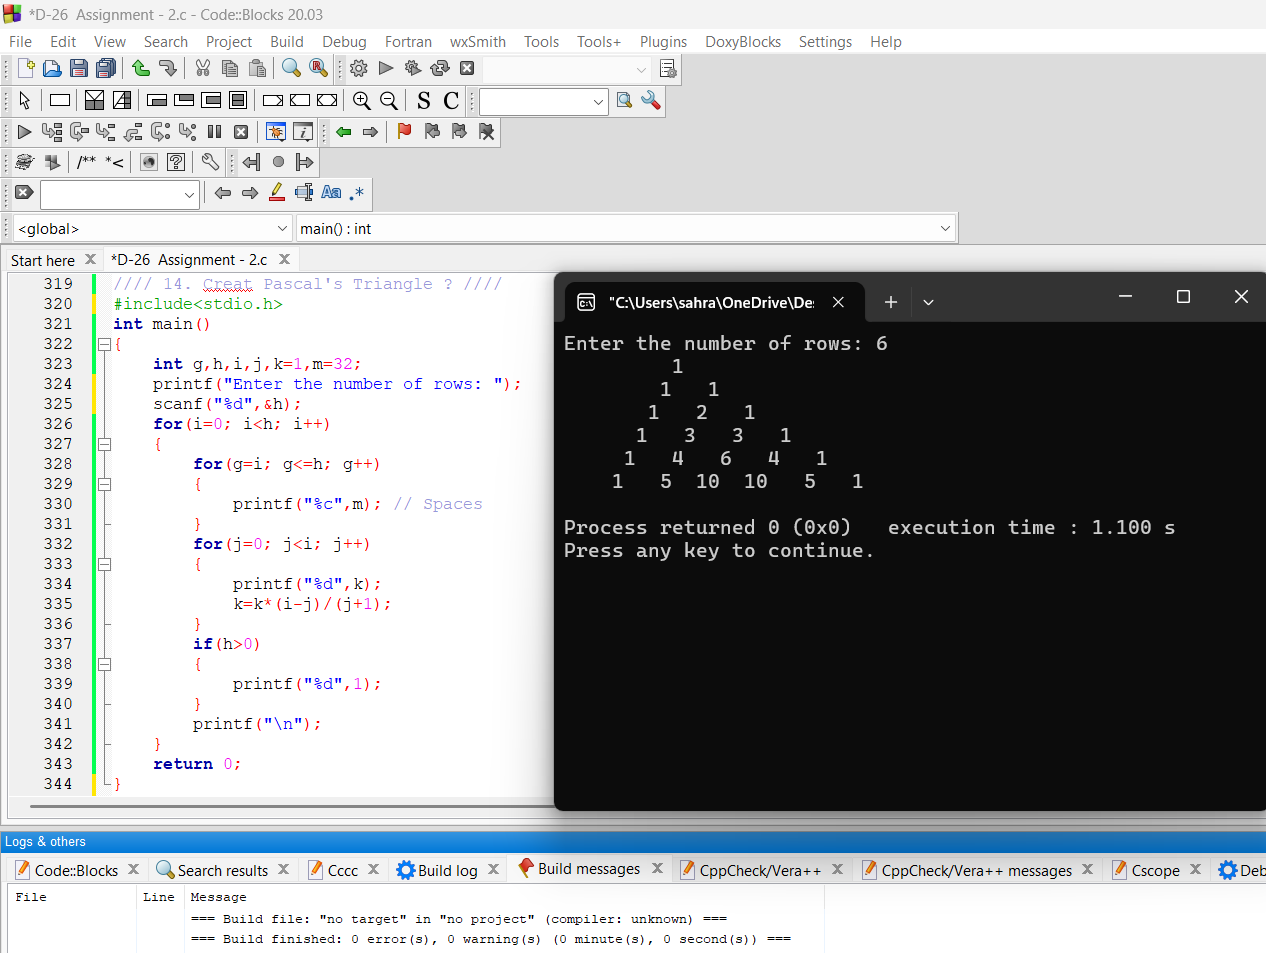 *D-26 Assignment - 2.c - Code::Blocks 20.03
File Edit View Search Project Build Debug Fortran wxSmith Tools Tools+ Plugins DoxyBlocks Settings Help
S C
/** *<
Aa .*
<global> main() : int
Start here *D-26 Assignment - 2.c
319 //// 14. Creat Pascal's Triangle ? ////
320 #include<stdio.h>
321 int main()
322 {
323 int g,h,i,j,k=1,m=32;
324 printf("Enter the number of rows: ");
325 scanf("%d",&h);
326 for(i=0; i<h; i++)
327 {
328 for(g=i; g<=h; g++)
329 {
330 printf("%c",m); // Spaces
331 }
332 for(j=0; j<i; j++)
333 {
334 printf("%d",k);
335 k=k*(i-j)/(j+1);
336 }
337 if(h>0)
338 {
339 printf("%d",1);
340 }
341 printf("\n");
342 }
343 return 0;
344 }
"C:\Users\sahra\OneDrive\De
Enter the number of rows: 6
1
1 1
1 2 1
1 3 3 1
1 4 6 4 1
1 5 10 10 5 1
Process returned 0 (0x0) execution time : 1.100 s
Press any key to continue.
Logs & others
Code::Blocks Search results Cccc Build log Build messages CppCheck/Vera++ CppCheck/Vera++ messages Cscope Deb
File Line Message
=== Build file: "no target" in "no project" (compiler: unknown) ===
=== Build finished: 0 error(s), 0 warning(s) (0 minute(s), 0 second(s)) ===